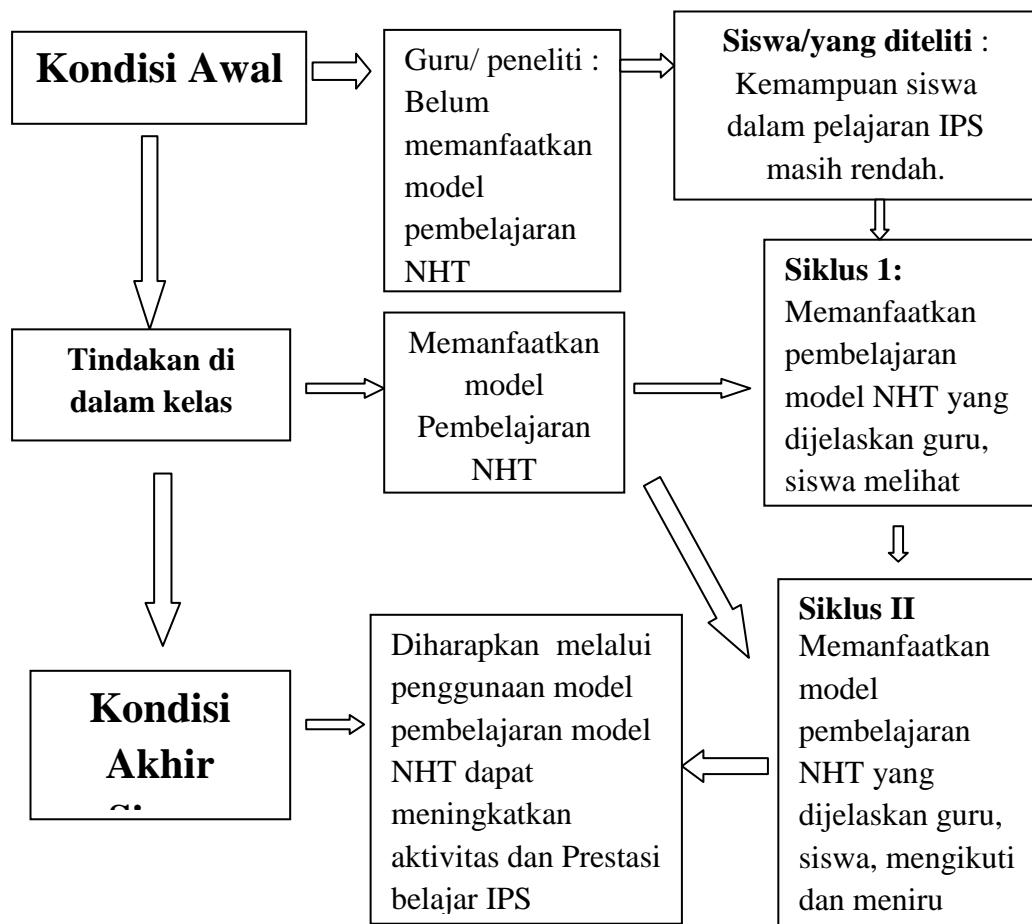 Kondisi Awal
Guru/ peneliti :
Belum
memanfaatkan
model
pembelajaran
NHT
Siswa/yang diteliti :
Kemampuan siswa
dalam pelajaran IPS
masih rendah.
Tindakan di
dalam kelas
Memanfaatkan
model
Pembelajaran
NHT
Siklus 1:
Memanfaatkan
pembelajaran
model NHT yang
dijelaskan guru,
siswa melihat
Kondisi
Akhir
Diharapkan melalui
penggunaan model
pembelajaran model
NHT dapat
meningkatkan
aktivitas dan Prestasi
belajar IPS
Siklus II
Memanfaatkan
model
pembelajaran
NHT yang
dijelaskan guru,
siswa, mengikuti
dan meniru